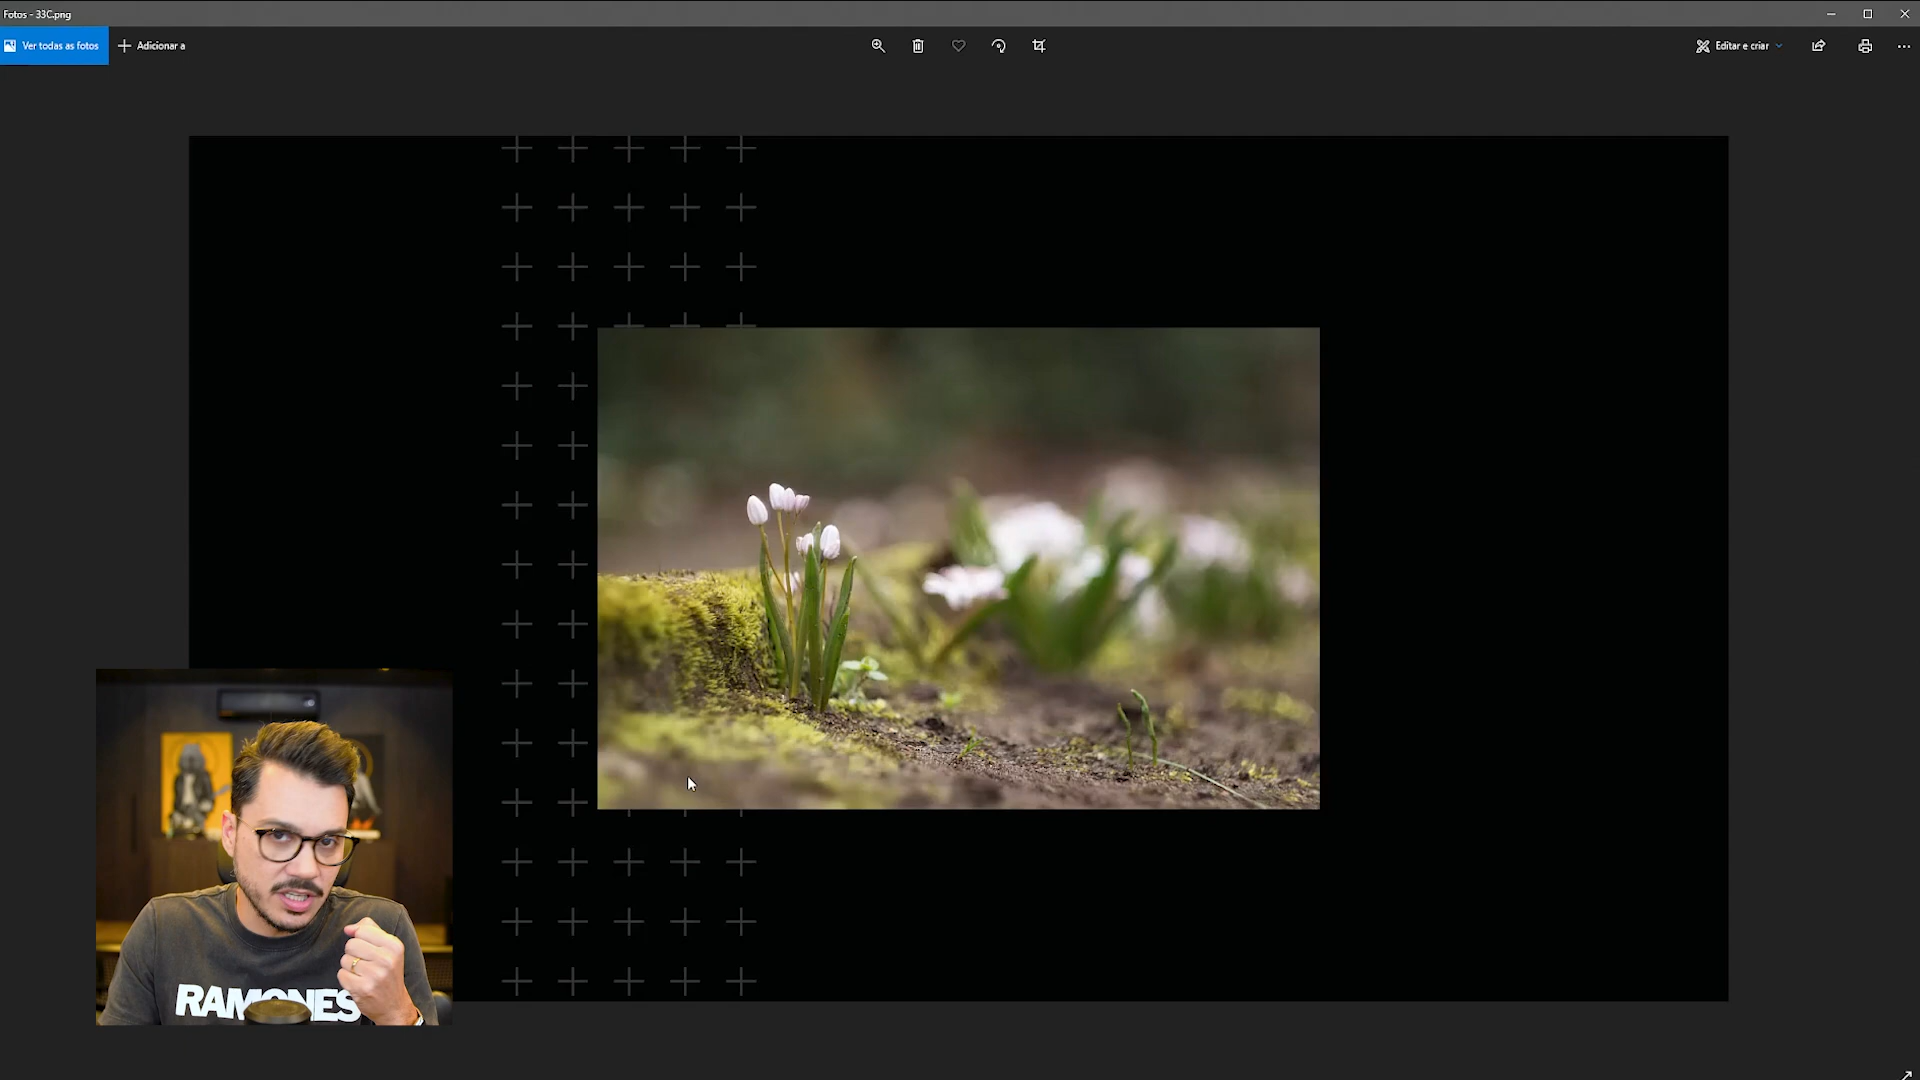 Fotos - 33C.png
Ver todas as fotos
Adicionar a
Editar e criar
RAMONES